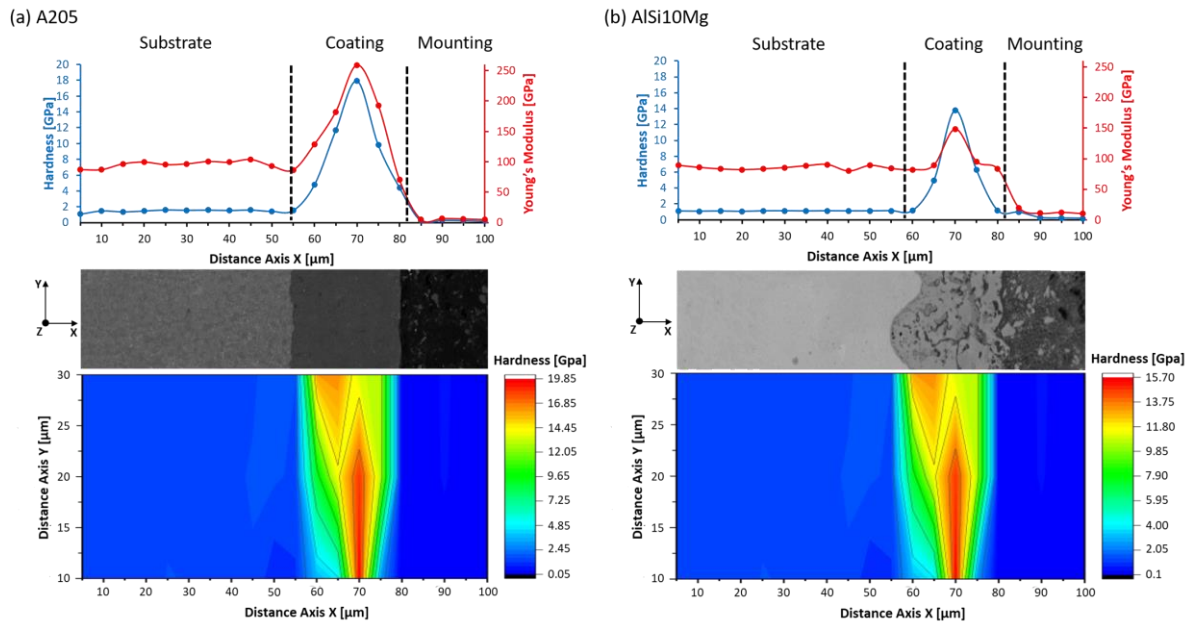 (a) A205
Substrate Coating Mounting
Hardness [GPa]
20
18
16
14
12
10
8
6
4
2
0
250
200
150
100
50
0
Young's Modulus [GPa]
10 20 30 40 50 60 70 80 90 100
Distance Axis X [µm]
Y
Z X
Hardness [Gpa]
Distance Axis Y [µm]
30
25
20
15
10
19.85
16.85
14.45
12.05
9.65
7.25
4.85
2.45
0.05
10 20 30 40 50 60 70 80 90 100
Distance Axis X [µm]
(b) AlSi10Mg
Substrate Coating Mounting
Hardness [GPa]
20
18
16
14
12
10
8
6
4
2
0
250
200
150
100
50
0
Young's Modulus [GPa]
10 20 30 40 50 60 70 80 90 100
Distance Axis X [µm]
Y
Z X
Hardness [Gpa]
Distance Axis Y [µm]
30
25
20
15
10
15.70
13.75
11.80
9.85
7.90
5.95
4.00
2.05
0.1
10 20 30 40 50 60 70 80 90 100
Distance Axis X [µm]